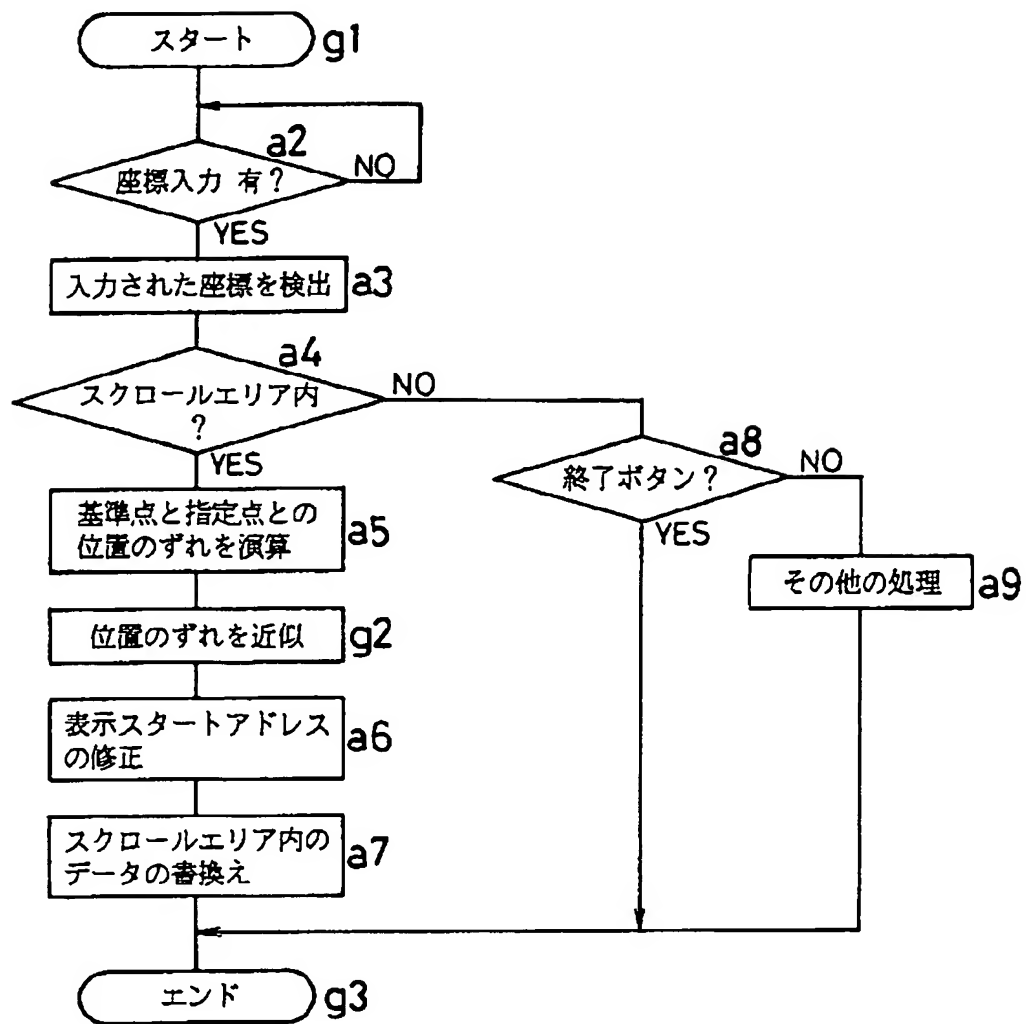 スタート g1
a2
座標入力 有? NO
YES
入力された座標を検出 a3
a4
スクロールエリア内 NO
?
YES
a8
終了ボタン? NO
YES
基準点と指定点との
位置のずれを演算 a5
その他の処理 a9
位置のずれを近似 g2
表示スタートアドレス
の修正 a6
スクロールエリア内の
データの書換え a7
エンド g3